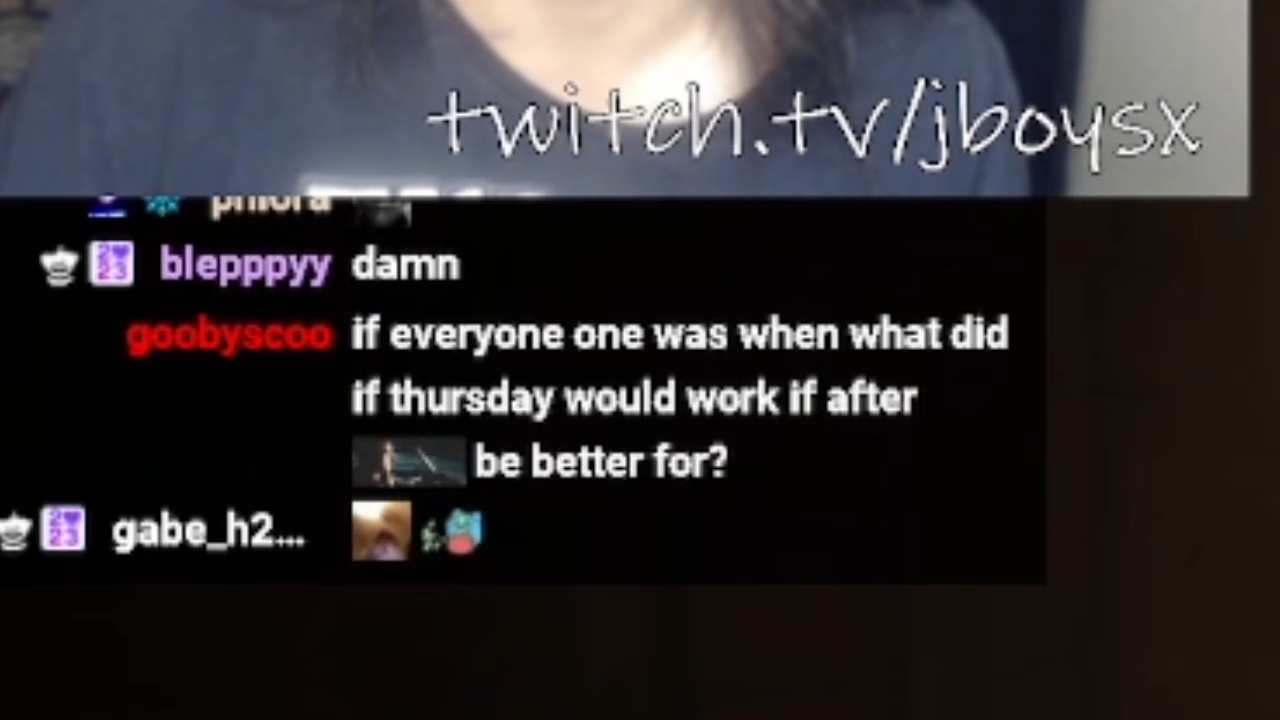 twitch.tv/jboysx
blepppyy damn
goobyscoo if everyone one was when what did
if thursday would work if after
be better for?
gabe_h2...